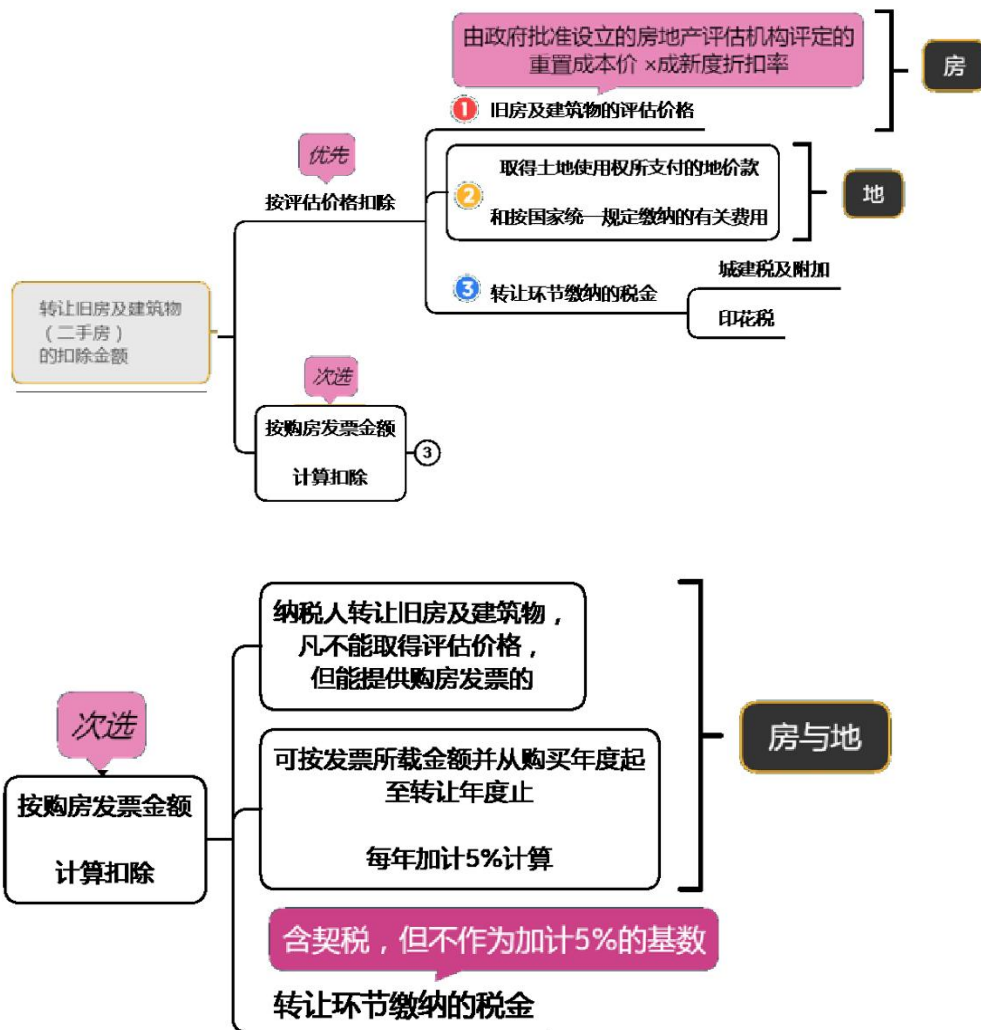 由政府批准设立的房地产评估机构评定的
重置成本价 ×成新度折扣率
房
1 旧房及建筑物的评估价格
优先
取得土地使用权所支付的地价款
地
按评估价格扣除
2
和按国家统一规定缴纳的有关费用
城建税及附加
3 转让环节缴纳的税金
印花税
转让旧房及建筑物
（二手房）
的扣除金额
次选
按购房发票金额
3
计算扣除
纳税人转让旧房及建筑物，
凡不能取得评估价格，
但能提供购房发票的
次选
房与地
可按发票所载金额并从购买年度起
至转让年度止
按购房发票金额
每年加计5%计算
计算扣除
含契税，但不作为加计5%的基数
转让环节缴纳的税金